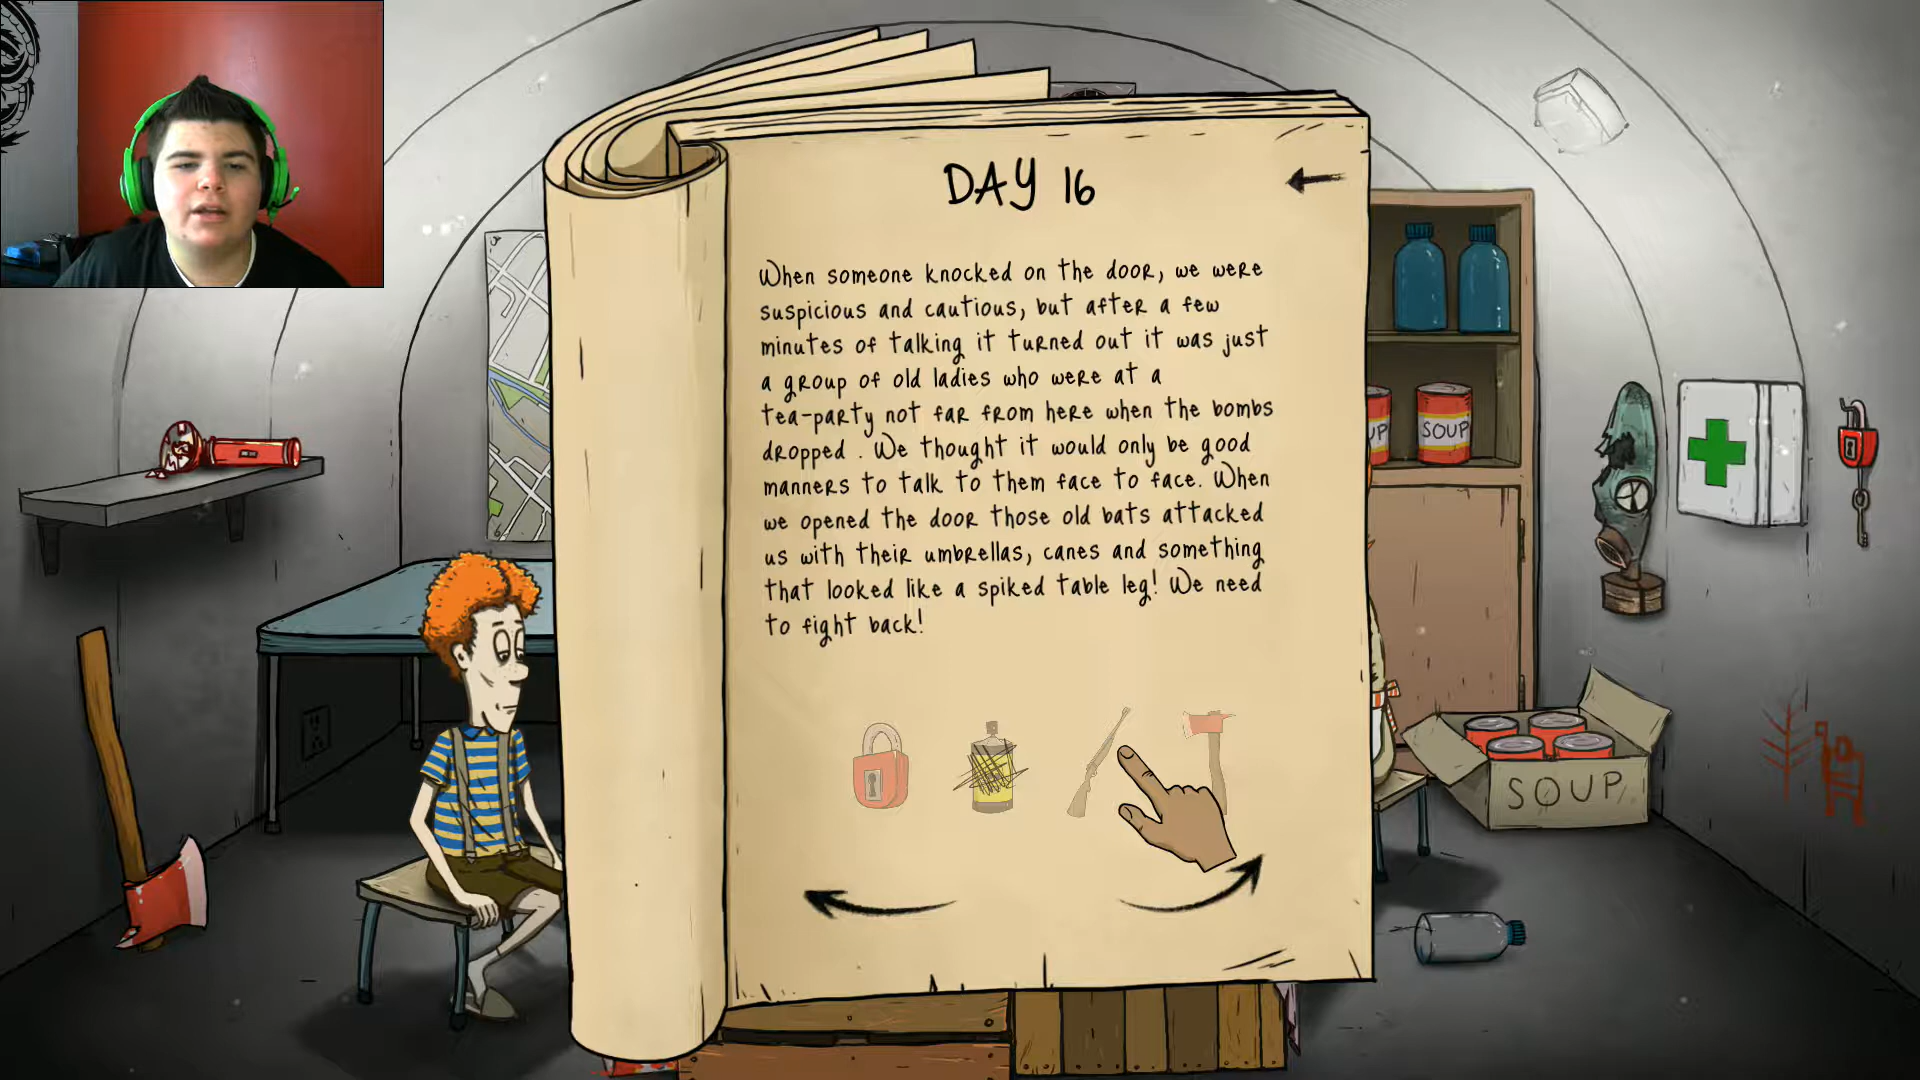 DAY 16
When someone knocked on the door, we were
suspicious and cautious, but after a few
minutes of talking it turned out it was just
a group of old ladies who were at a
tea-party not far from here when the bombs
dropped . We thought it would only be good
manners to talk to them face to face. When
we opened the door those old bats attacked
us with their umbrellas, canes and something
that looked like a spiked table leg! We need
to fight back!
UP
SOUP
SOUP